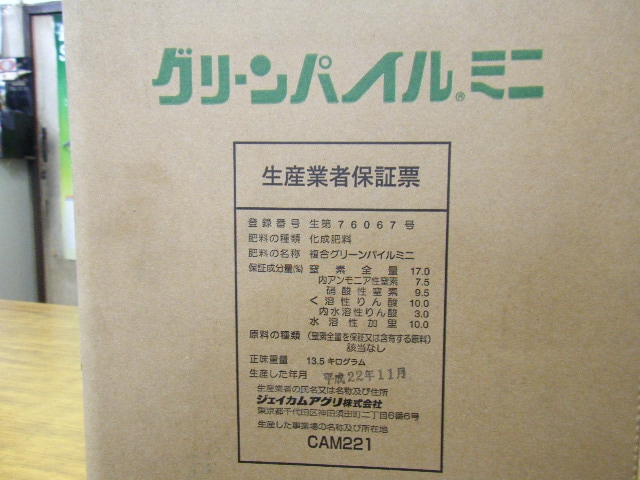 グリーンパイル®ミニ
生産業者保証票
登録番号 生第76067号
肥料の種類 化成肥料
肥料の名称 複合グリーンパイルミニ
保証成分量(%) 窒素全量 17.0
内アンモニア性窒素 7.5
硝酸性窒素 9.5
く溶性りん酸 10.0
内水溶性りん酸 3.0
水溶性加里 10.0
原料の種類 (窒素全量を保証又は含有する原料)
該当なし
正味重量 13.5 キログラム
生産した年月 平成22年11月
生産業者の氏名又は名称及び住所
ジェイカムアグリ株式会社
東京都千代田区神田須田町二丁目6番6号
生産した事業場の名称及び所在地
CAM221